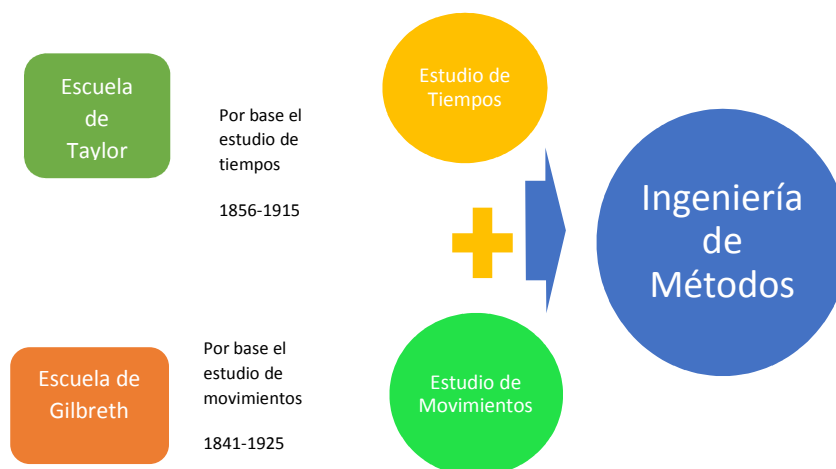 Escuela
de
Taylor
Por base el
estudio de
tiempos
1856-1915
Estudio de
Tiempos
Ingeniería
de
Métodos
Escuela de
Gilbreth
Por base el
estudio de
movimientos
1841-1925
Estudio de
Movimientos